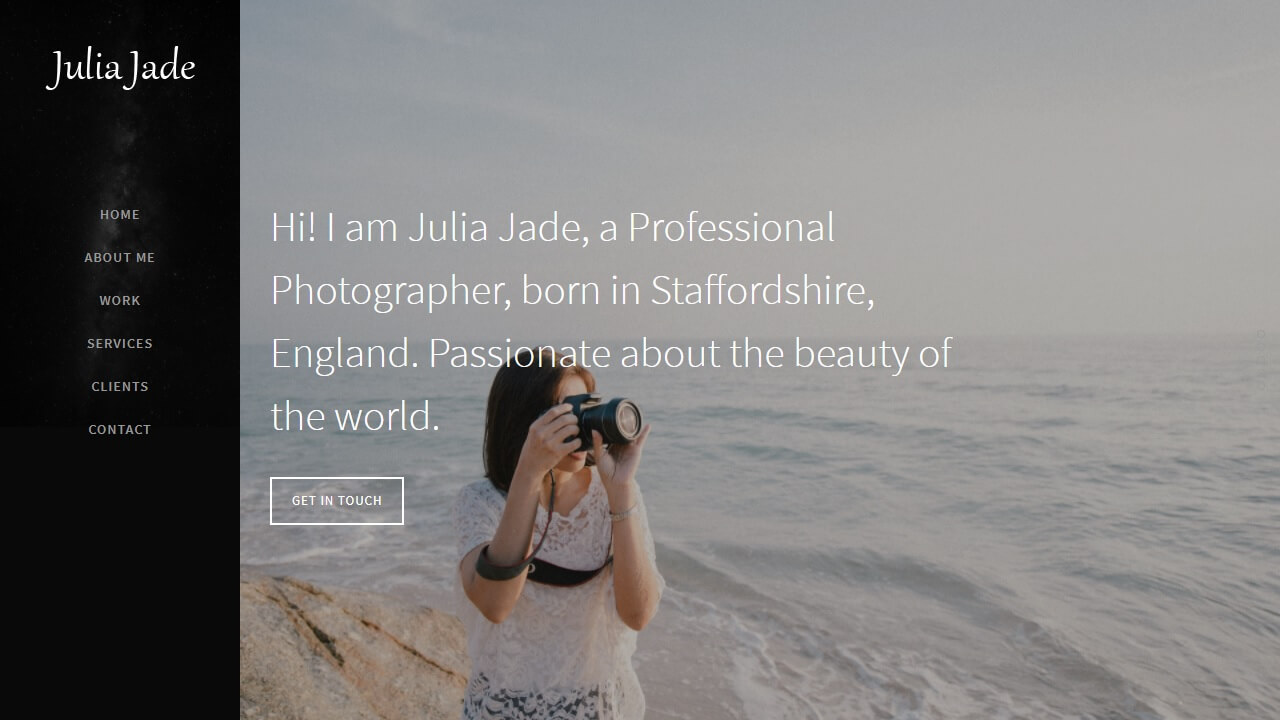 Julia Jade
HOME
ABOUT ME
WORK
SERVICES
CLIENTS
CONTACT
Hi! I am Julia Jade, a Professional
Photographer, born in Staffordshire,
England. Passionate about the beauty of
the world.
GET IN TOUCH